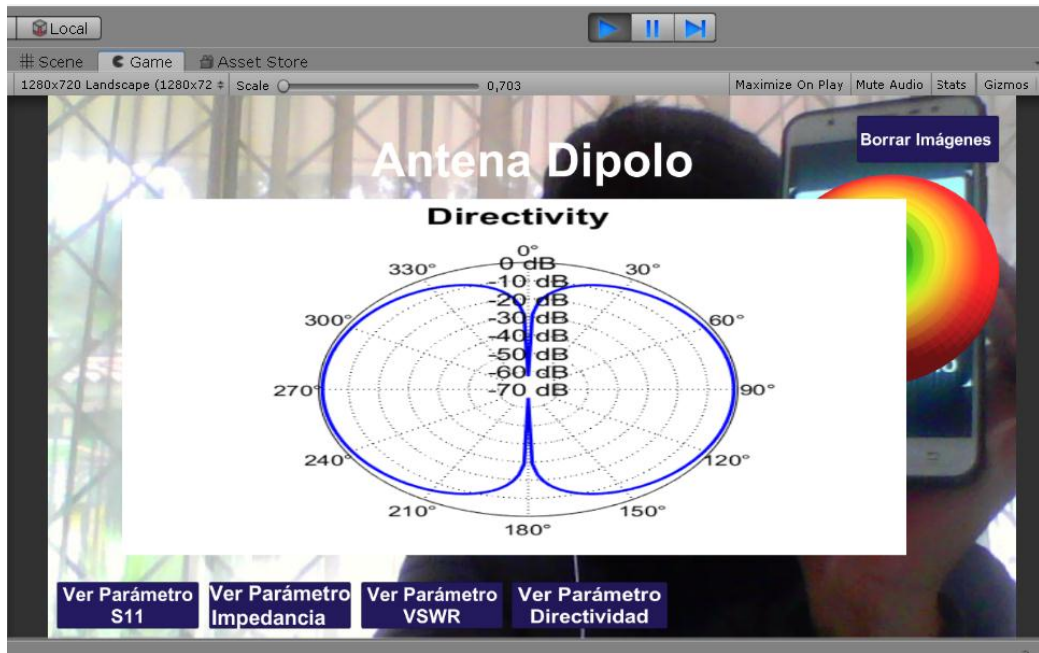 Local
Scene Game Asset Store
1280x720 Landscape (1280x72 Scale 0,703 Maximize On Play Mute Audio Stats Gizmos
Borrar Imágenes
Antena Dipolo
Directivity
0°
0 dB
330° 30°
-10 dB
-20 dB
300° -30 dB 60°
-40 dB
-50 dB
-60 dB
270° -70 dB 90°
240° 120°
210° 150°
180°
Ver Parámetro
S11
Ver Parámetro
Impedancia
Ver Parámetro
VSWR
Ver Parámetro
Directividad